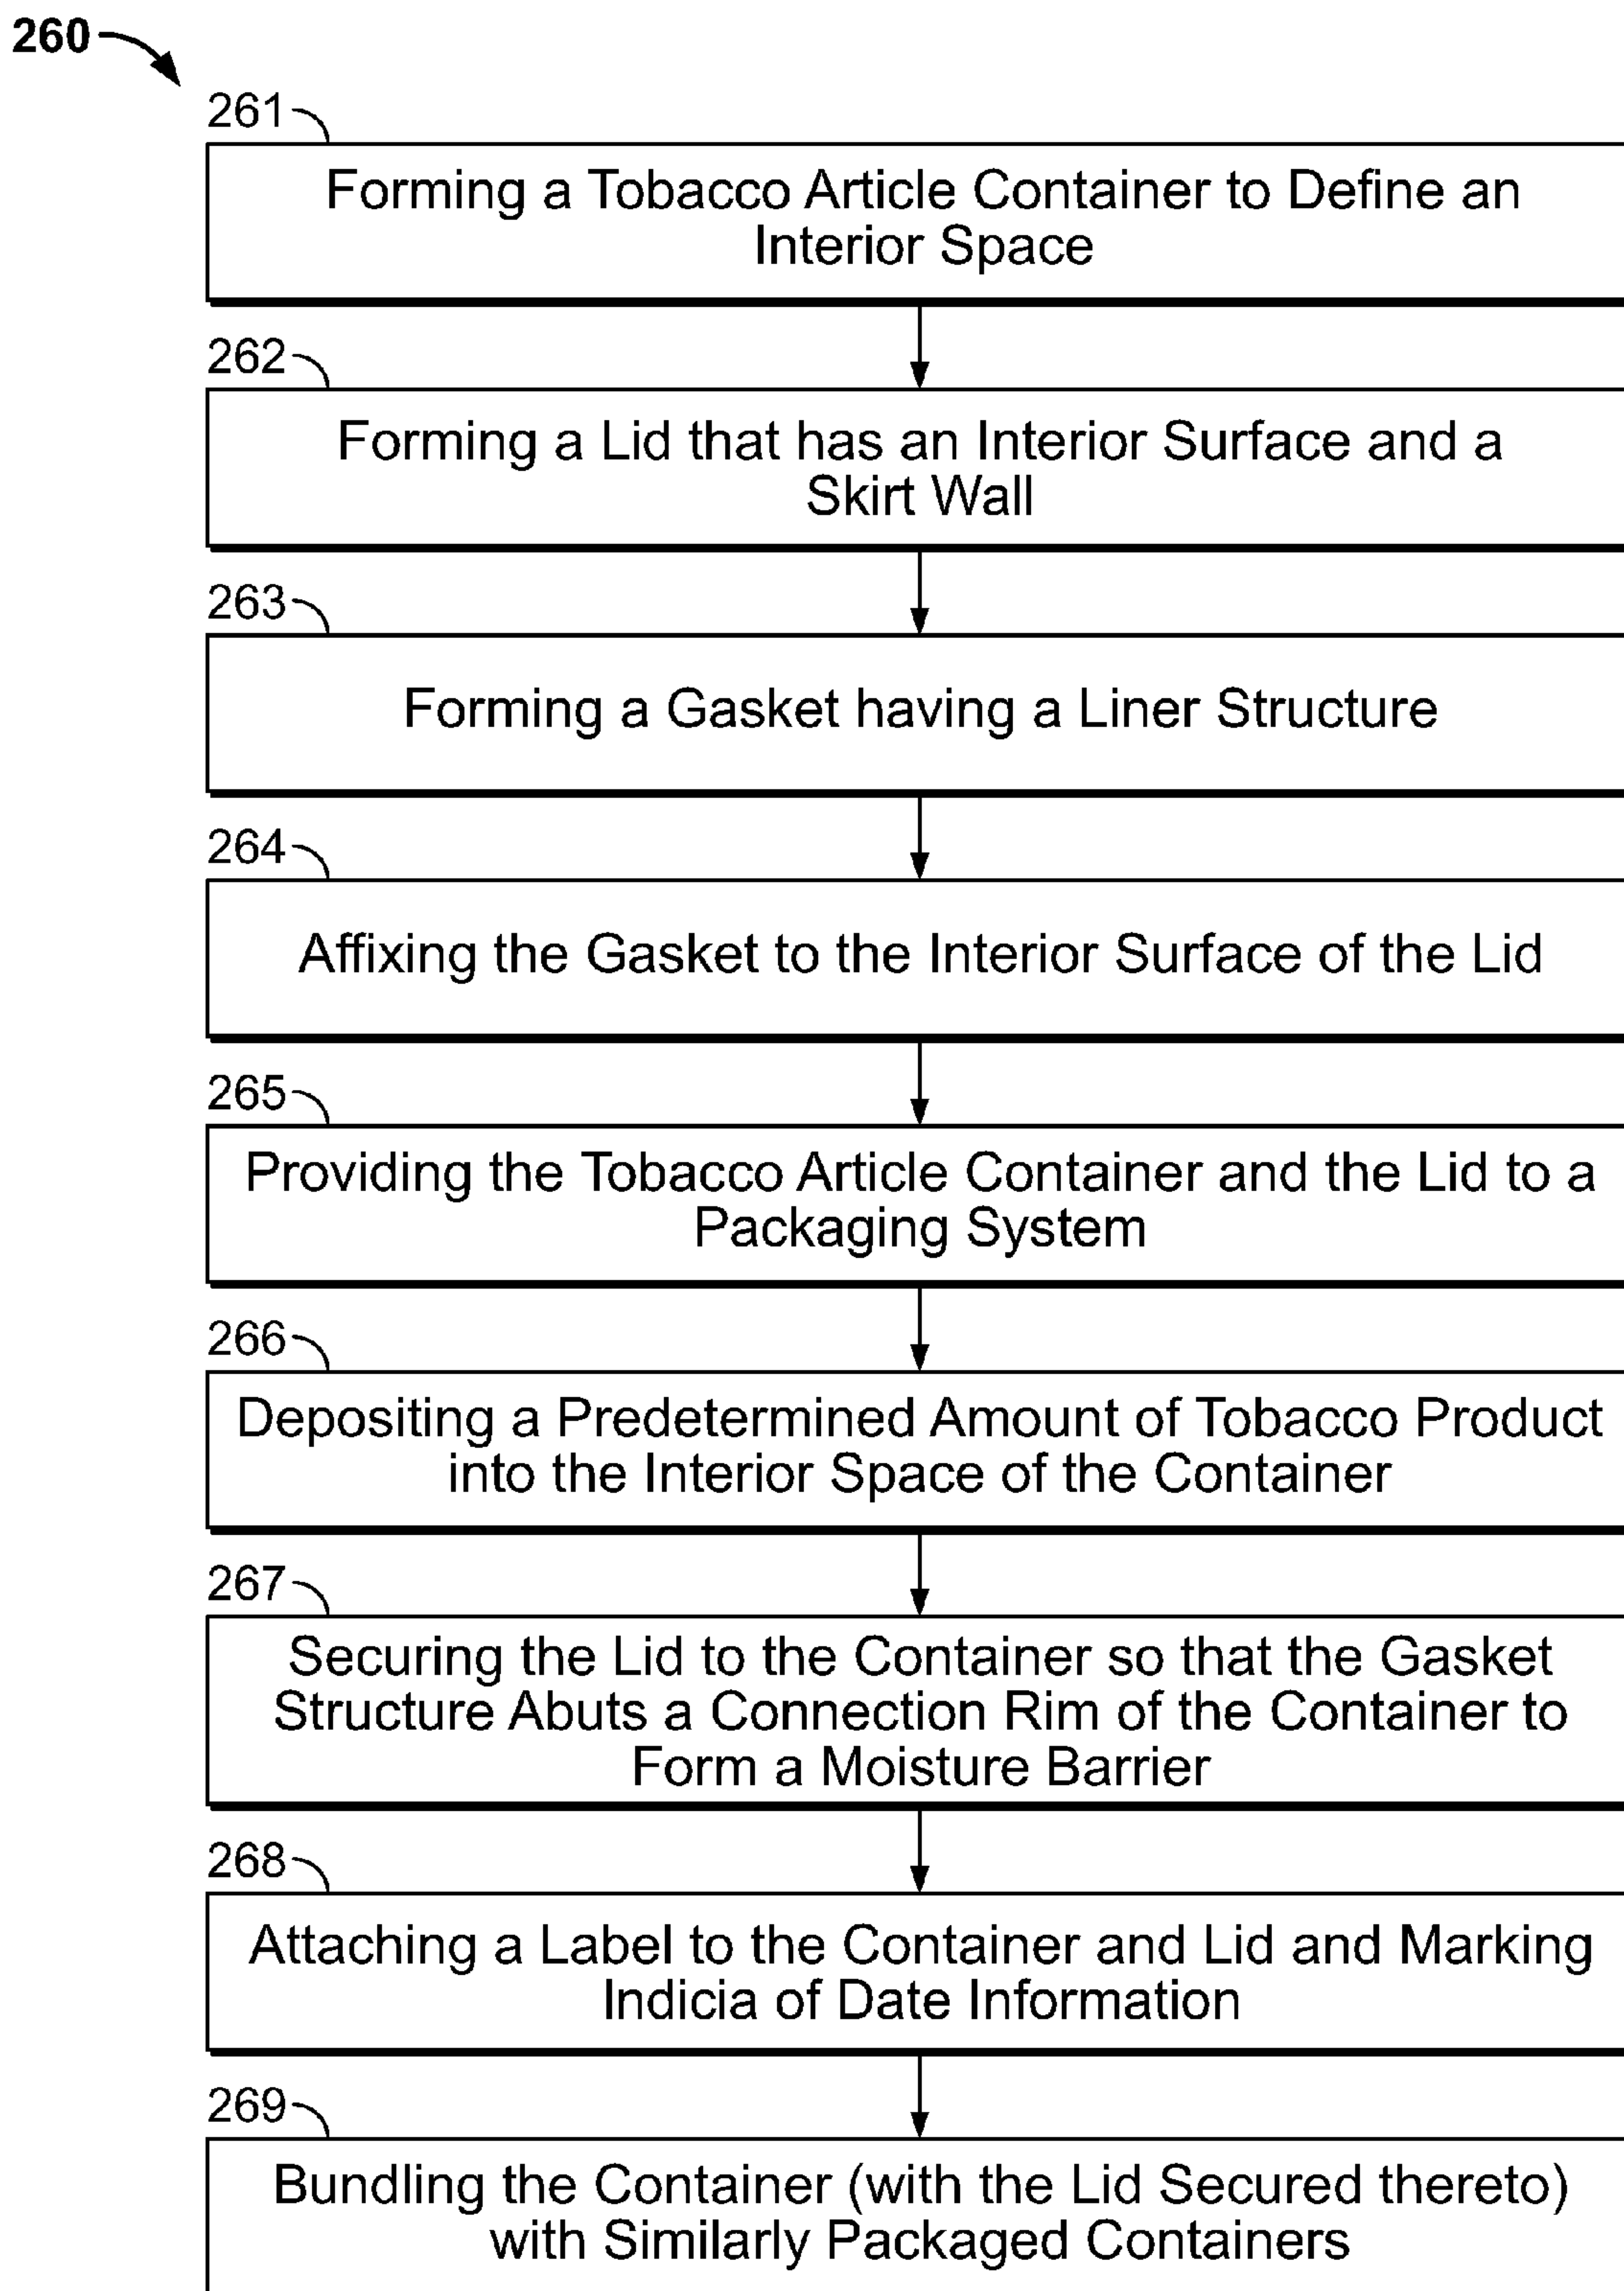 260
261
Forming a Tobacco Article Container to Define an
Interior Space
262
Forming a Lid that has an Interior Surface and a
Skirt Wall
263
Forming a Gasket having a Liner Structure
264
Affixing the Gasket to the Interior Surface of the Lid
265
Providing the Tobacco Article Container and the Lid to a
Packaging System
266
Depositing a Predetermined Amount of Tobacco Product
into the Interior Space of the Container
267
Securing the Lid to the Container so that the Gasket
Structure Abuts a Connection Rim of the Container to
Form a Moisture Barrier
268
Attaching a Label to the Container and Lid and Marking
Indicia of Date Information
269
Bundling the Container (with the Lid Secured thereto)
with Similarly Packaged Containers